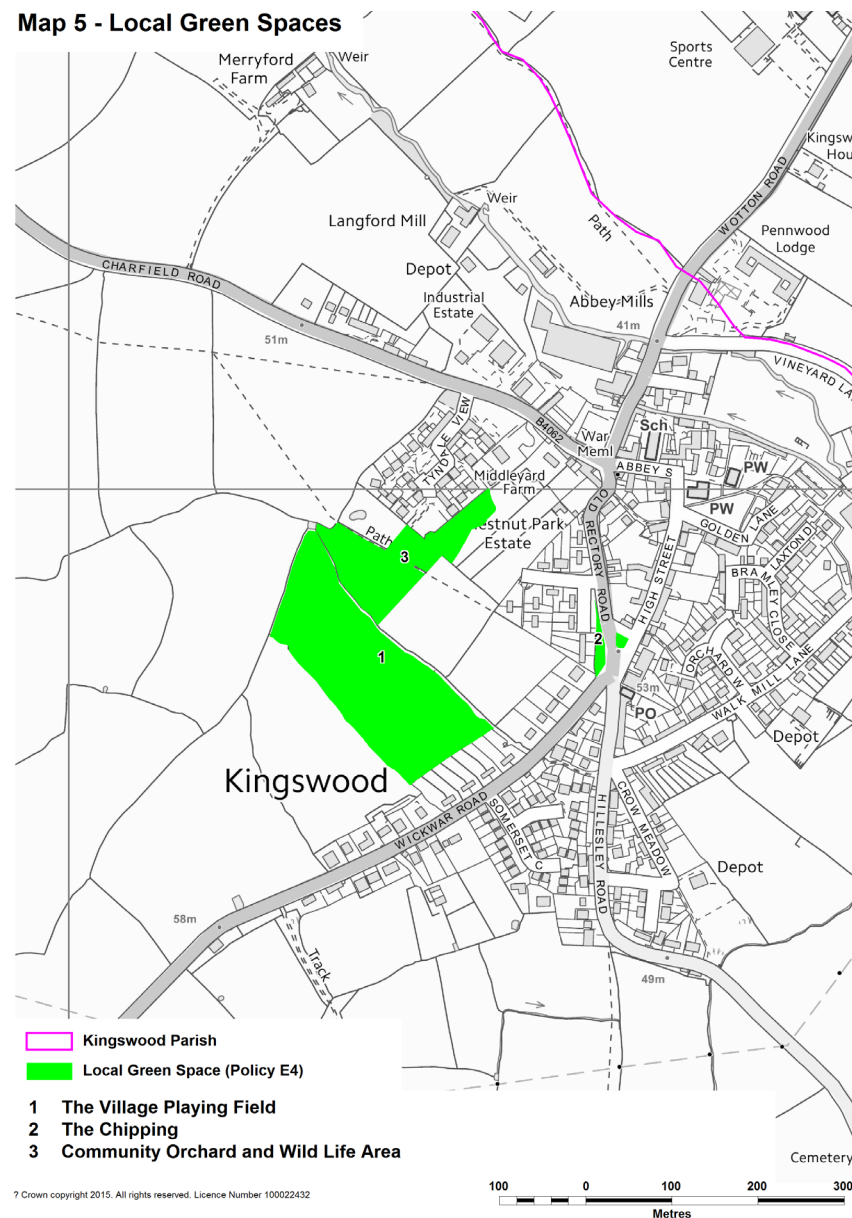 Map 5 - Local Green Spaces
Merryford
Farm
Weir
Sports
Centre
Kingsw
Hou
WOTTON ROAD
Weir
Path
Langford Mill
Pennwood
Lodge
CHARFIELD ROAD
Depot
Industrial
Estate
Abbey Mills
41m
51m
VINEYARD LA
B4062
TYNDALE VIEW
War
Meml
Sch
ABBEY S
PW
Middleyard
Farm
PW
OLD RECTORY ROAD
GOLDEN LANE
LAXTON D
Path
estnut Park
Estate
HIGH STREET
BRAMLEY CLOSE
3
2
1
ORCHARD W
WALK MILL LANE
53m
PO
Depot
Kingswood
WICKWAR ROAD
SOMERSET C
HILLESLEY ROAD
CROW MEADOW
Depot
58m
Track
49m
Kingswood Parish
Local Green Space (Policy E4)
1 The Village Playing Field
2 The Chipping
3 Community Orchard and Wild Life Area
Cemetery
? Crown copyright 2015. All rights reserved. Licence Number 100022432
100 0 100 200 300
Metres